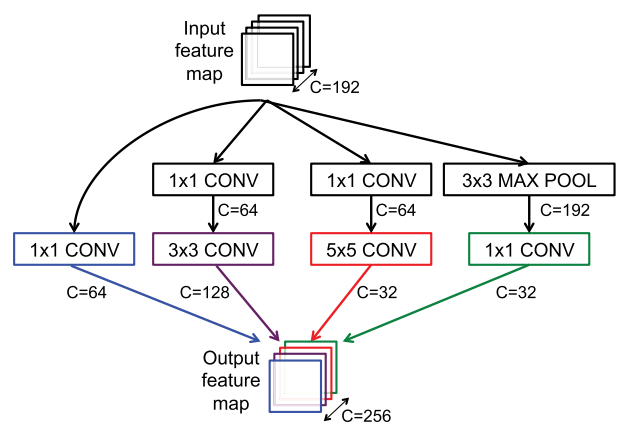 Input
feature
map
C=192
1x1 CONV
1x1 CONV
3x3 MAX POOL
C=64
C=64
C=192
1x1 CONV
3x3 CONV
5x5 CONV
1x1 CONV
C=64
C=128
C=32
C=32
Output
feature
map
C=256